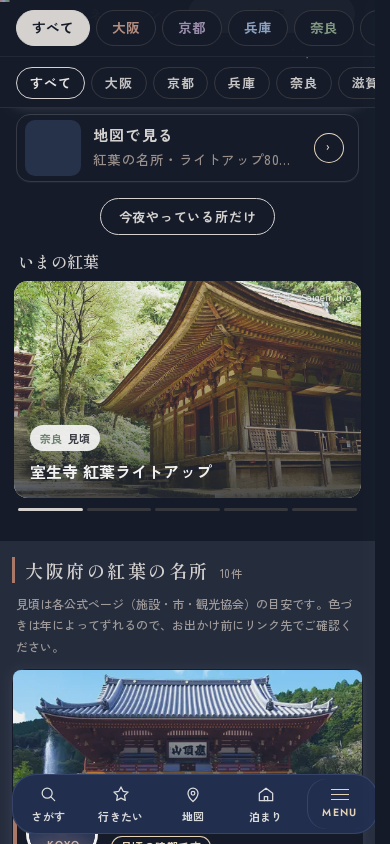 すべて 大阪 京都 兵庫 奈良
すべて 大阪 京都 兵庫 奈良 滋賀
地図で見る
紅葉の名所・ライトアップ80…
今夜やっている所だけ
いまの紅葉
奈良 見頃
室生寺 紅葉ライトアップ
大阪府の紅葉の名所 10件
見頃は各公式ページ（施設・市・観光協会）の目安です。色づ
きは年によってずれるので、お出かけ前にリンク先でご確認く
ださい。
山頂高
さがす 行きたい 地図 泊まり MENU